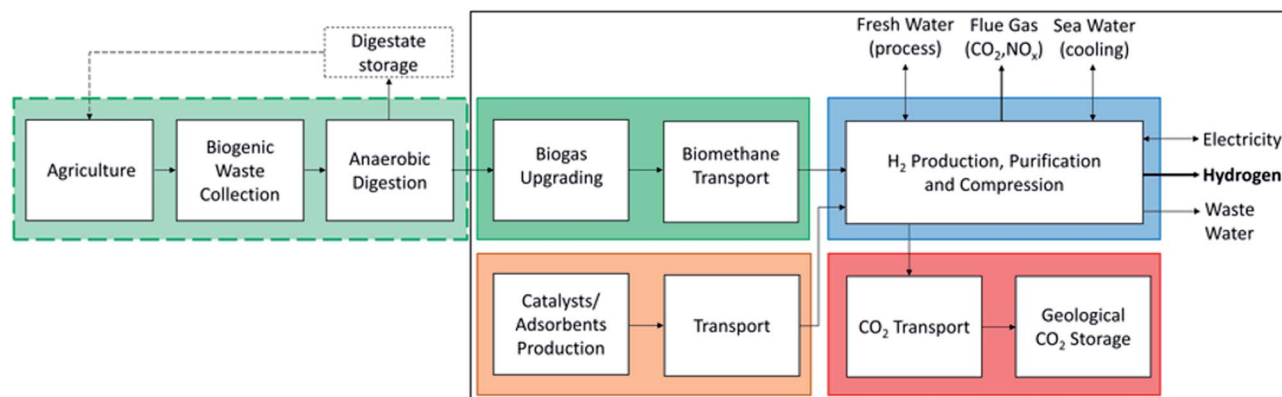 Digestate
storage
Agriculture
Biogenic
Waste
Collection
Anaerobic
Digestion
Biogas
Upgrading
Biomethane
Transport
Fresh Water
(process)
Flue Gas
(CO₂,NOₓ)
Sea Water
(cooling)
H₂ Production, Purification
and Compression
Electricity
Hydrogen
Waste
Water
Catalysts/
Adsorbents
Production
Transport
CO₂ Transport
Geological
CO₂ Storage